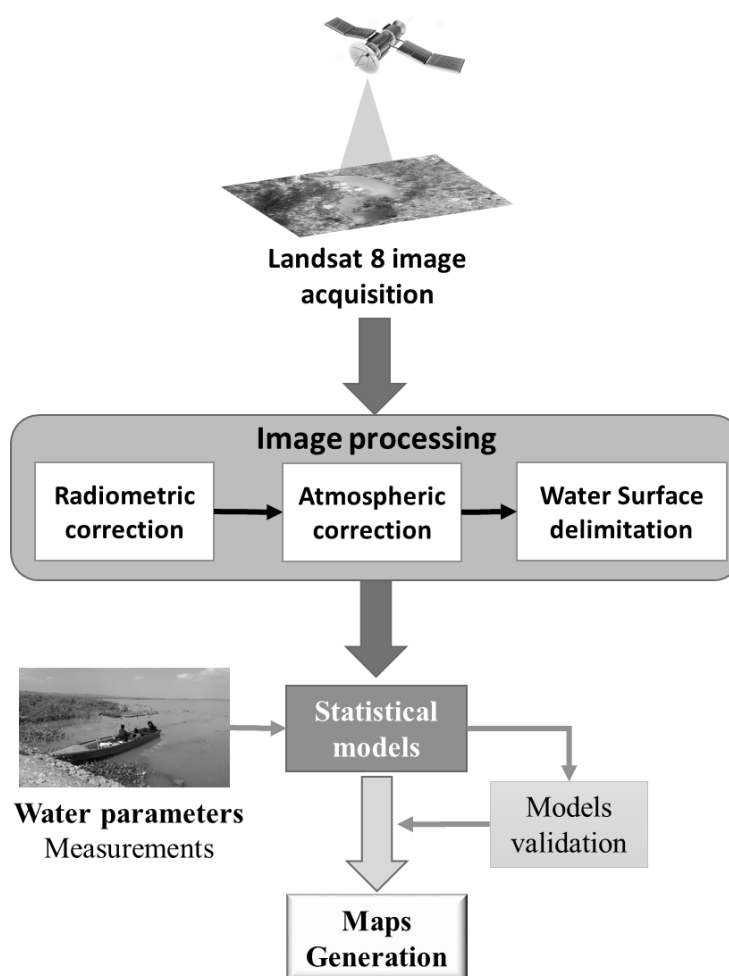 Landsat 8 image
acquisition
Image processing
Radiometric
correction
Atmospheric
correction
Water Surface
delimitation
Statistical
models
Water parameters
Measurements
Models
validation
Maps
Generation